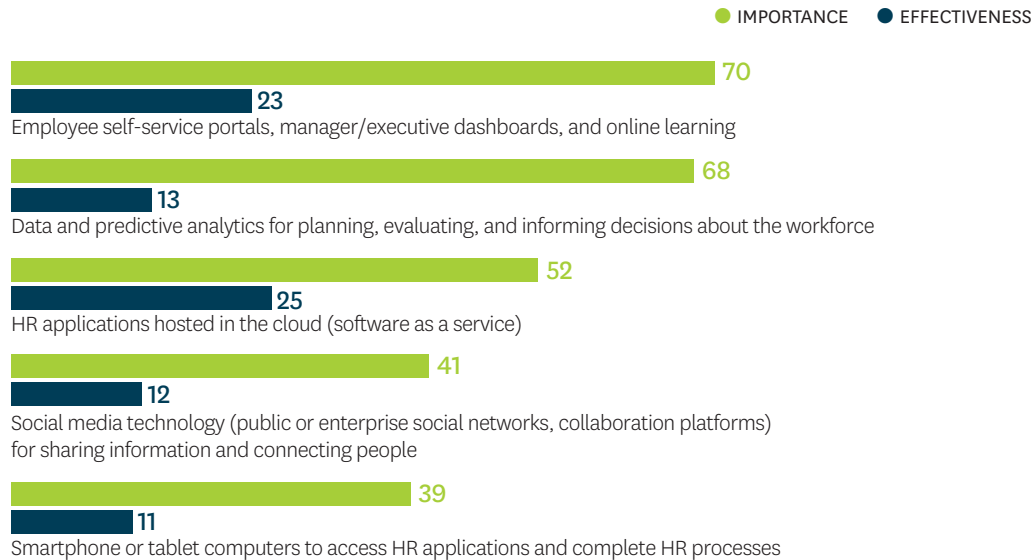 IMPORTANCE EFFECTIVENESS
70
23
Employee self-service portals, manager/executive dashboards, and online learning
68
13
Data and predictive analytics for planning, evaluating, and informing decisions about the workforce
52
25
HR applications hosted in the cloud (software as a service)
41
12
Social media technology (public or enterprise social networks, collaboration platforms)
for sharing information and connecting people
39
11
Smartphone or tablet computers to access HR applications and complete HR processes